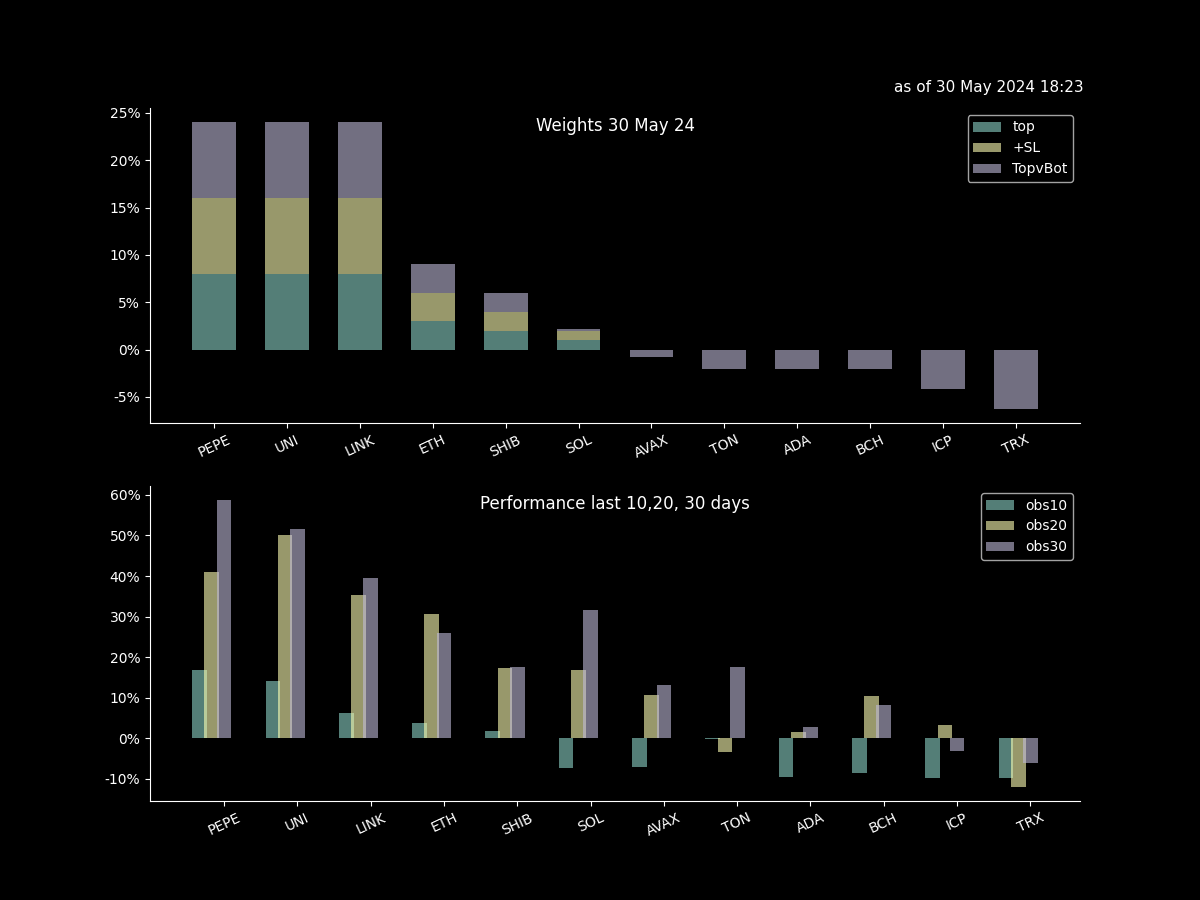 as of 30 May 2024 18:23
Weights 30 May 24
25%
20%
15%
10%
5%
0%
-5%
top
+SL
TopvBot
PEPE UNI LINK ETH SHIB SOL AVAX TON ADA BCH ICP TRX
Performance last 10,20, 30 days
60%
50%
40%
30%
20%
10%
0%
-10%
obs10
obs20
obs30
PEPE UNI LINK ETH SHIB SOL AVAX TON ADA BCH ICP TRX